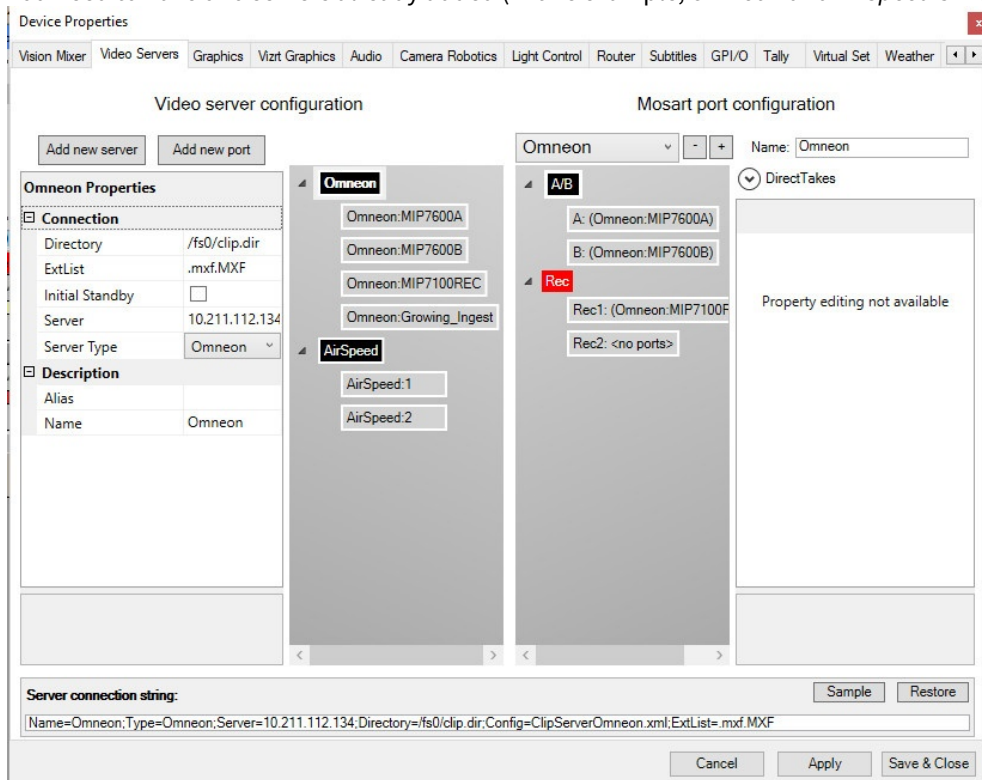 Device Properties
x
Vision Mixer Video Servers Graphics Vizrt Graphics Audio Camera Robotics Light Control Router Subtitles GPI/O Tally Virtual Set Weather
Video server configuration
Mosart port configuration
Add new server Add new port
Omneon - + Name: Omneon
DirectTakes
Omneon Properties
Connection
Directory /fs0/clip.dir
ExtList .mxf.MXF
Initial Standby
Server 10.211.112.134
Server Type Omneon
Description
Alias
Name Omneon
Omneon
Omneon:MIP7600A
Omneon:MIP7600B
Omneon:MIP7100REC
Omneon:Growing_Ingest
AirSpeed
AirSpeed:1
AirSpeed:2
A/B
A: (Omneon:MIP7600A)
B: (Omneon:MIP7600B)
Rec
Rec1: (Omneon:MIP7100R
Rec2: <no ports>
Property editing not available
Server connection string:
Sample Restore
Name=Omneon;Type=Omneon;Server=10.211.112.134;Directory=/fs0/clip.dir;Config=ClipServerOmneon.xml;ExtList=.mxf.MXF
Cancel Apply Save & Close